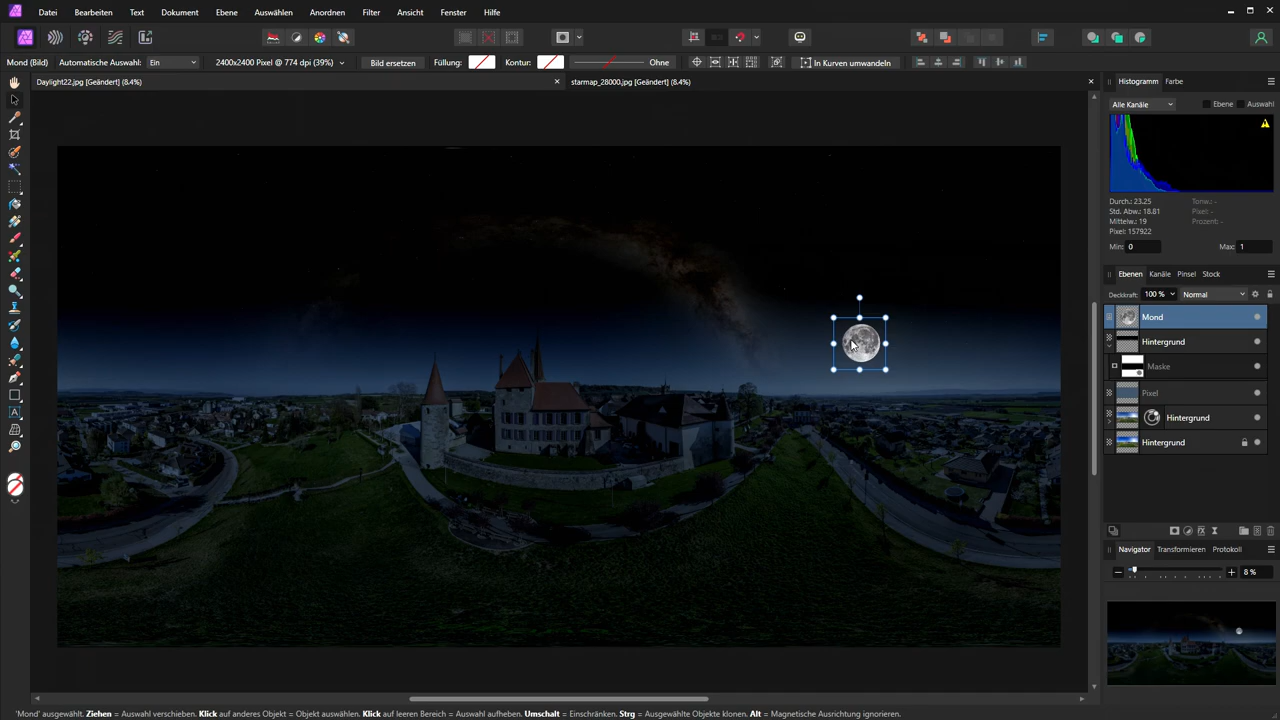 Datei Bearbeiten Text Dokument Ebene Auswählen Anordnen Filter Ansicht Fenster Hilfe
Mond (Bild) Automatische Auswahl: Ein 2400x2400 Pixel @ 774 dpi (39%) Bild ersetzen Füllung: Kontur: Ohne In Kurven umwandeln
Daylight22.jpg [Geändert] (8.4%) starmap_28000.jpg [Geändert] (8.4%)
Histogramm Farbe
Alle Kanäle Ebene Auswahl
Durch.: 23.25 Tonw.: -
Std. Abw.: 18.81 Pixel: -
Mittelw.: 19 Prozent: -
Pixel: 157922
Min: 0 Max: 1
Ebenen Kanäle Pinsel Stock
Deckkraft: 100 % Normal
Mond
Hintergrund
Maske
Pixel
Hintergrund
Hintergrund
Navigator Transformieren Protokoll
8 %
'Mond' ausgewählt. Ziehen = Auswahl verschieben. Klick auf anderes Objekt = Objekt auswählen. Klick auf leeren Bereich = Auswahl aufheben. Umschalt = Einschränken. Strg = Ausgewählte Objekte klonen. Alt = Magnetische Ausrichtung ignorieren.